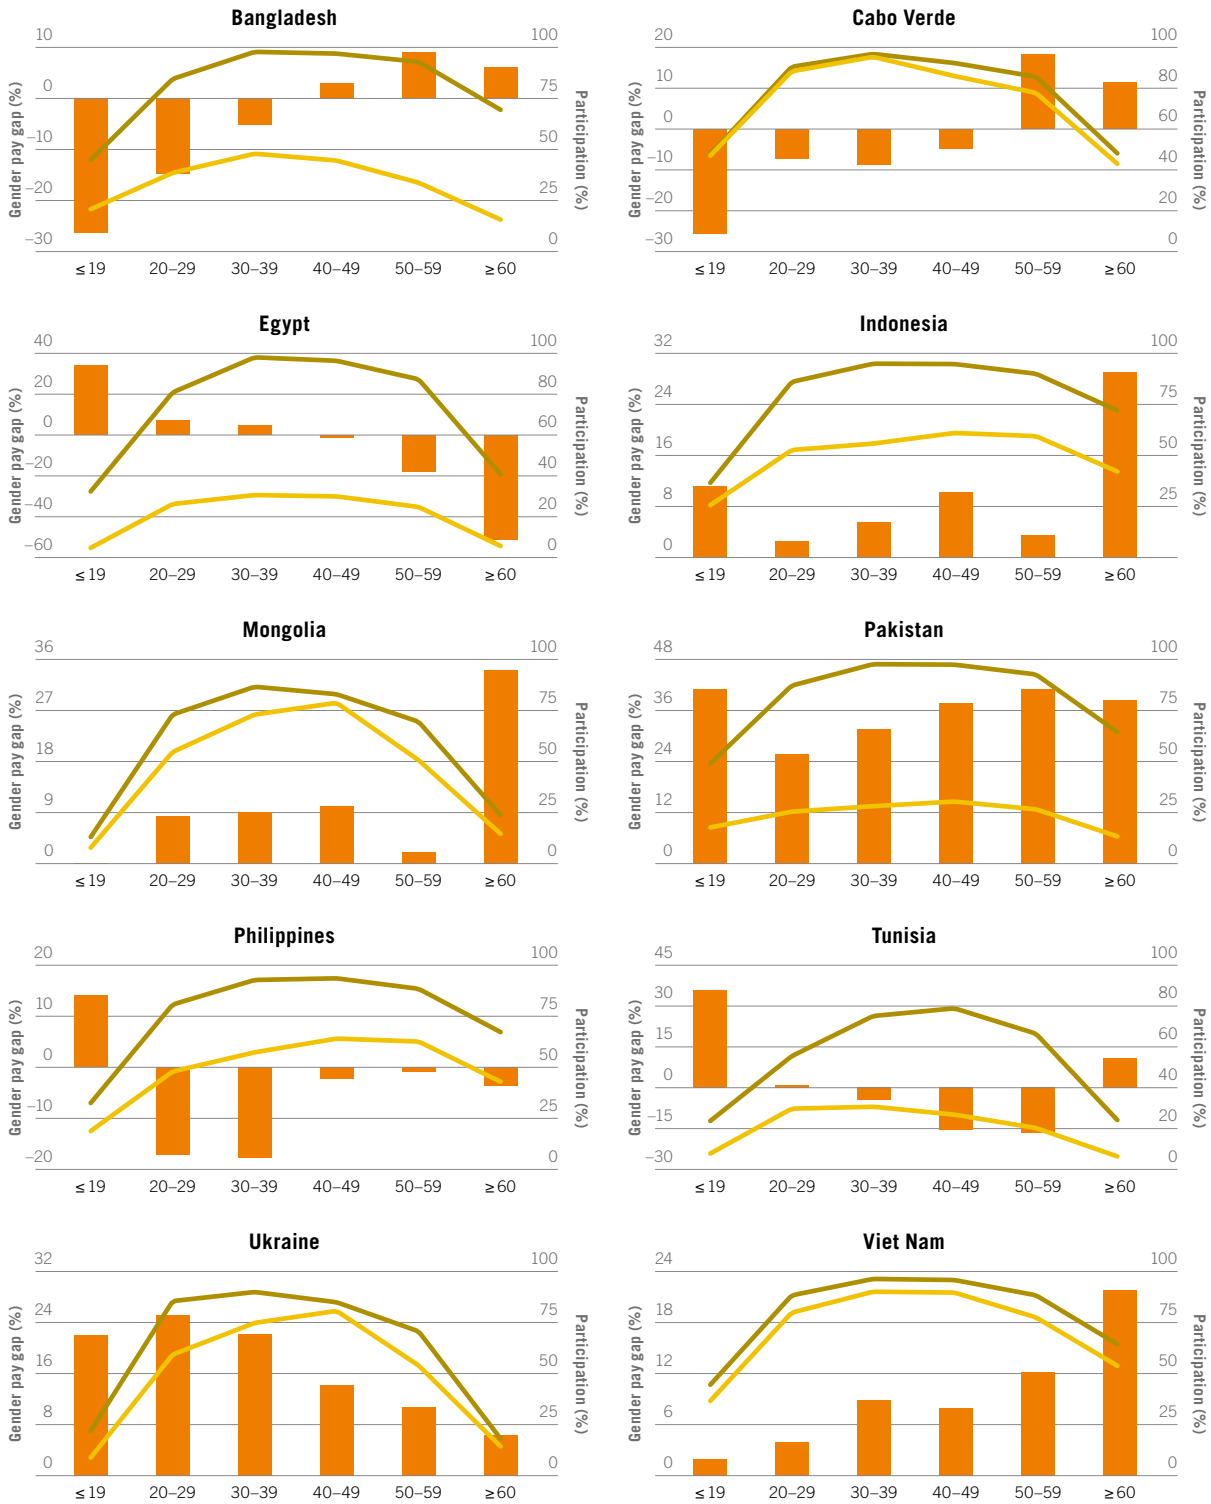 Bangladesh
Gender pay gap (%)
10
0
–10
–20
–30
100
75
50
25
0
Participation (%)
≤ 19 20–29 30–39 40–49 50–59 ≥ 60
Cabo Verde
Gender pay gap (%)
20
10
0
–10
–20
–30
100
80
60
40
20
0
Participation (%)
≤ 19 20–29 30–39 40–49 50–59 ≥ 60
Egypt
Gender pay gap (%)
40
20
0
–20
–40
–60
100
80
60
40
20
0
Participation (%)
≤ 19 20–29 30–39 40–49 50–59 ≥ 60
Indonesia
Gender pay gap (%)
32
24
16
8
0
100
75
50
25
0
Participation (%)
≤ 19 20–29 30–39 40–49 50–59 ≥ 60
Mongolia
Gender pay gap (%)
36
27
18
9
0
100
75
50
25
0
Participation (%)
≤ 19 20–29 30–39 40–49 50–59 ≥ 60
Pakistan
Gender pay gap (%)
48
36
24
12
0
100
75
50
25
0
Participation (%)
≤ 19 20–29 30–39 40–49 50–59 ≥ 60
Philippines
Gender pay gap (%)
20
10
0
–10
–20
100
75
50
25
0
Participation (%)
≤ 19 20–29 30–39 40–49 50–59 ≥ 60
Tunisia
Gender pay gap (%)
45
30
15
0
–15
–30
100
80
60
40
20
0
Participation (%)
≤ 19 20–29 30–39 40–49 50–59 ≥ 60
Ukraine
Gender pay gap (%)
32
24
16
8
0
100
75
50
25
0
Participation (%)
≤ 19 20–29 30–39 40–49 50–59 ≥ 60
Viet Nam
Gender pay gap (%)
24
18
12
6
0
100
75
50
25
0
Participation (%)
≤ 19 20–29 30–39 40–49 50–59 ≥ 60